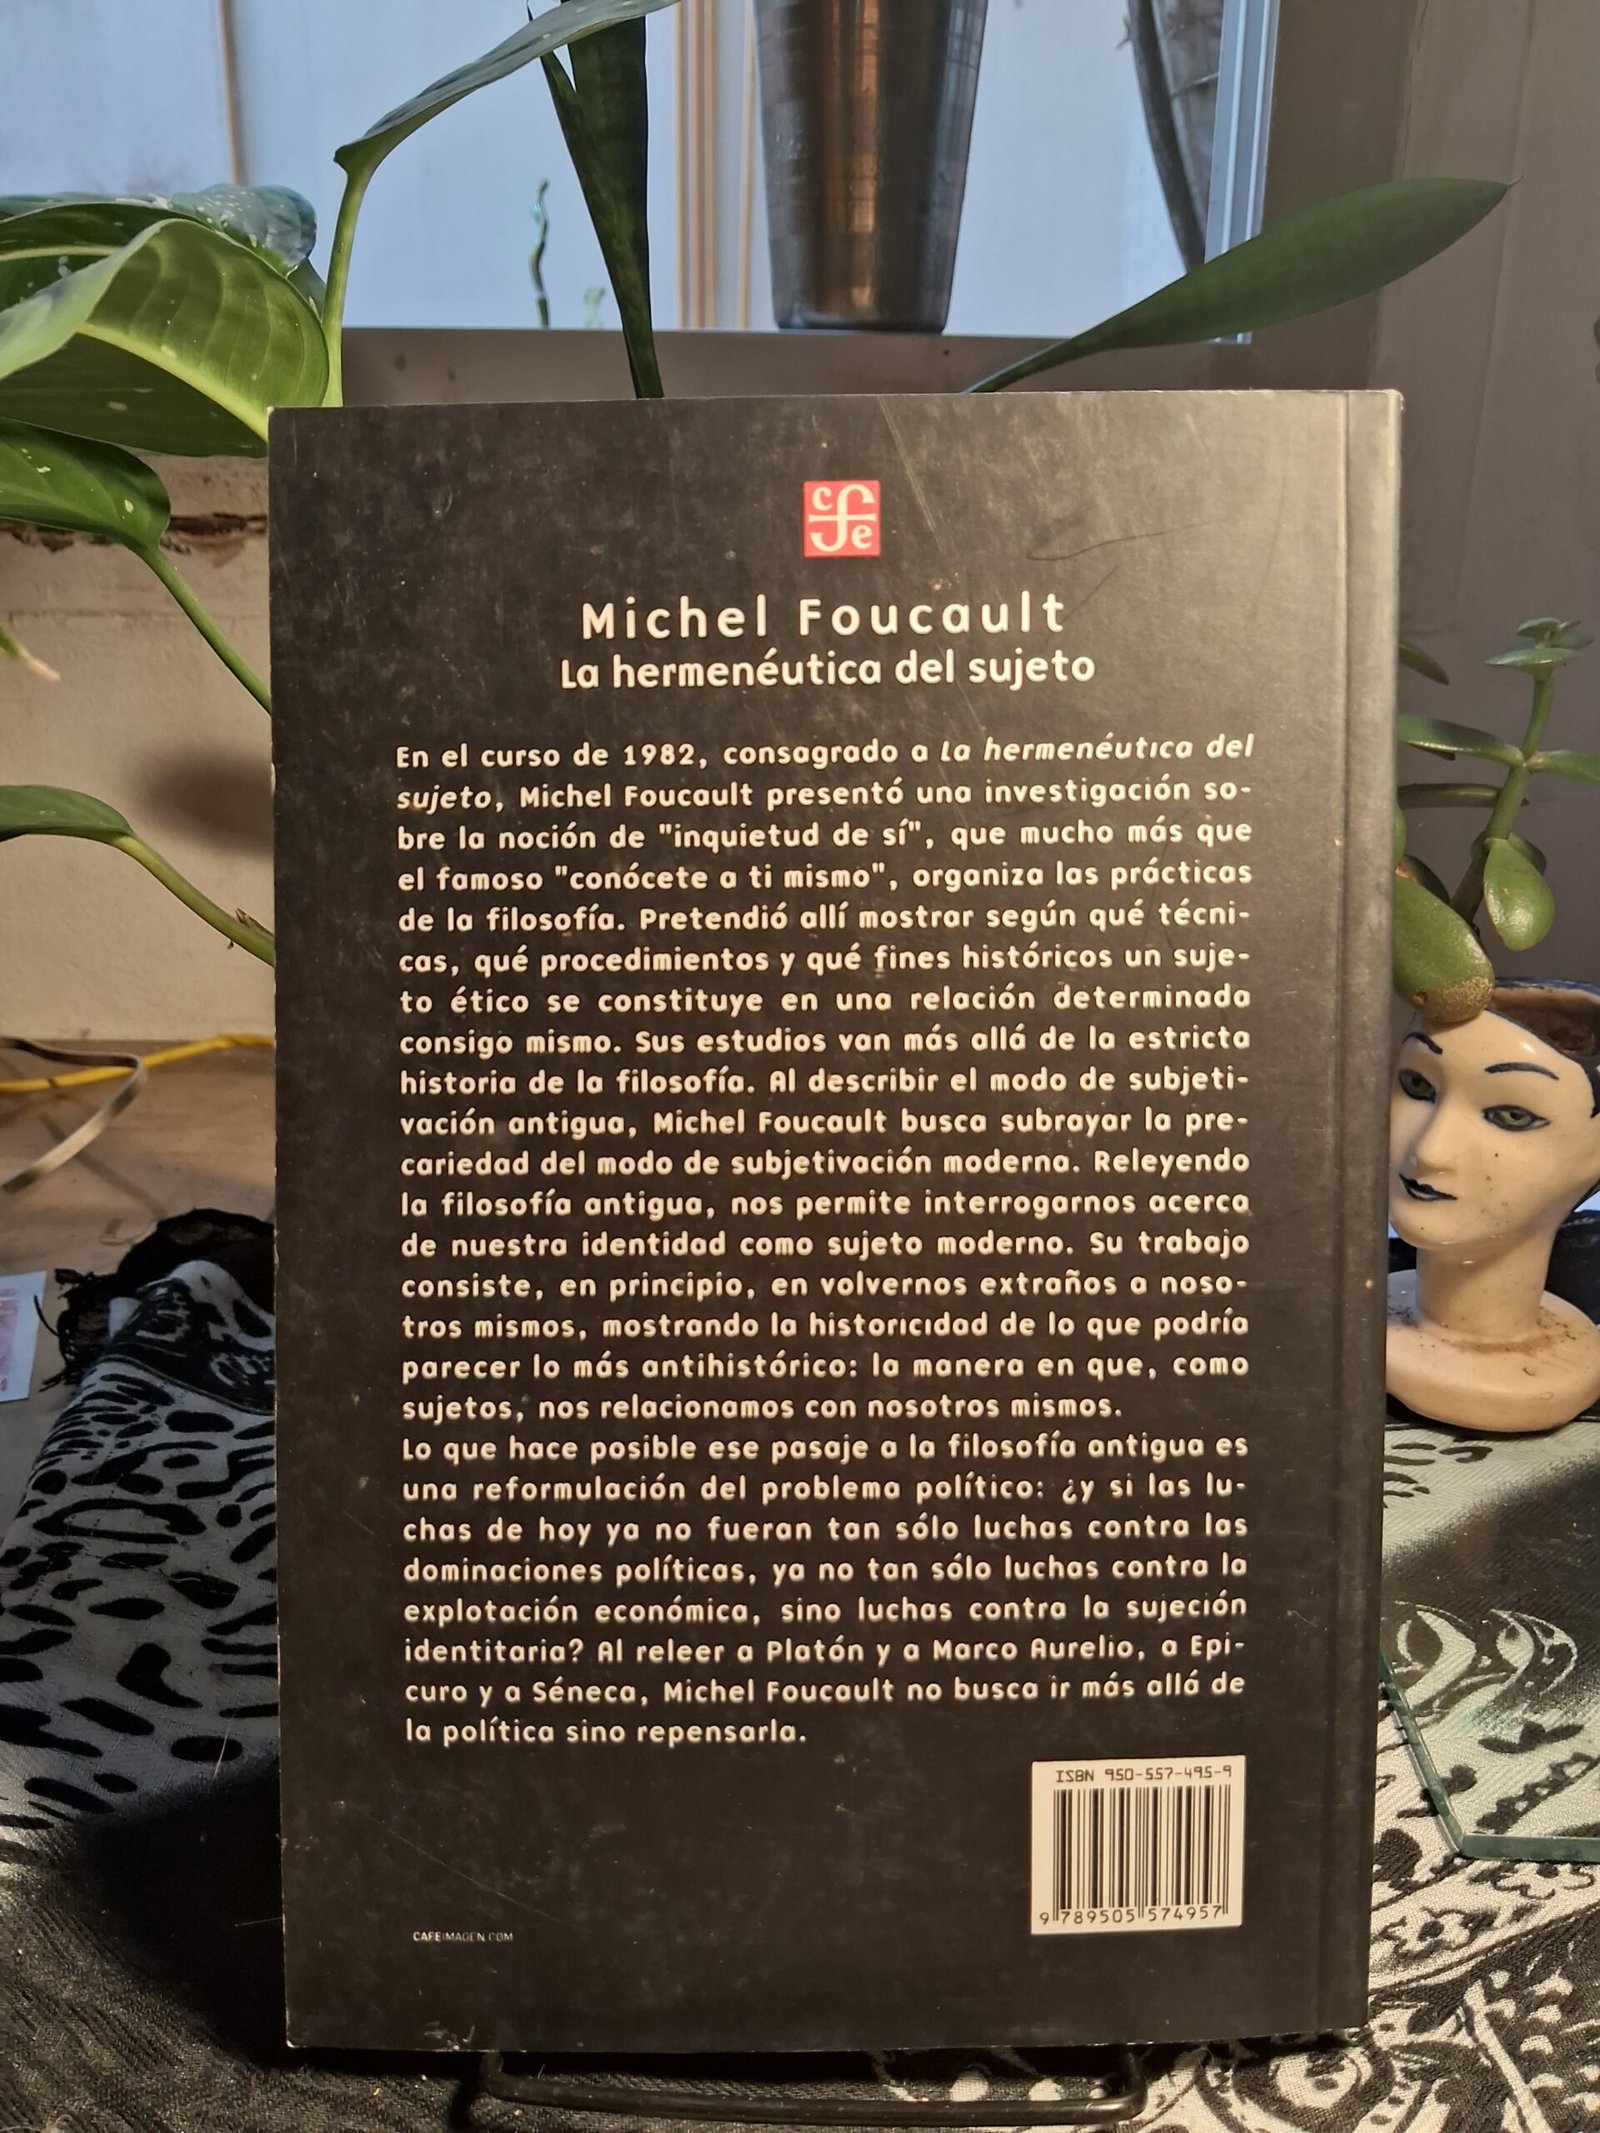 cfe
Michel Foucault
La hermenéutica del sujeto
En el curso de 1982, consagrado a La hermenéutica del
sujeto, Michel Foucault presentó una investigación so-
bre la noción de "inquietud de sí", que mucho más que
el famoso "conócete a ti mismo", organiza las prácticas
de la filosofía. Pretendió allí mostrar según qué técni-
cas, qué procedimientos y qué fines históricos un suje-
to ético se constituye en una relación determinada
consigo mismo. Sus estudios van más allá de la estricta
historia de la filosofía. Al describir el modo de subjeti-
vación antigua, Michel Foucault busca subrayar la pre-
cariedad del modo de subjetivación moderna. Releyendo
la filosofía antigua, nos permite interrogarnos acerca
de nuestra identidad como sujeto moderno. Su trabajo
consiste, en principio, en volvernos extraños a noso-
tros mismos, mostrando la historicidad de lo que podría
parecer lo más antihistórico: la manera en que, como
sujetos, nos relacionamos con nosotros mismos.
Lo que hace posible ese pasaje a la filosofía antigua es
una reformulación del problema político: ¿y si las lu-
chas de hoy ya no fueran tan sólo luchas contra las
dominaciones políticas, ya no tan sólo luchas contra la
explotación económica, sino luchas contra la sujeción
identitaria? Al releer a Platón y a Marco Aurelio, a Epi-
curo y a Séneca, Michel Foucault no busca ir más allá de
la política sino repensarla.
ISBN 950-557-495-9
9 789505 574957
CAFEIMAGEN.COM